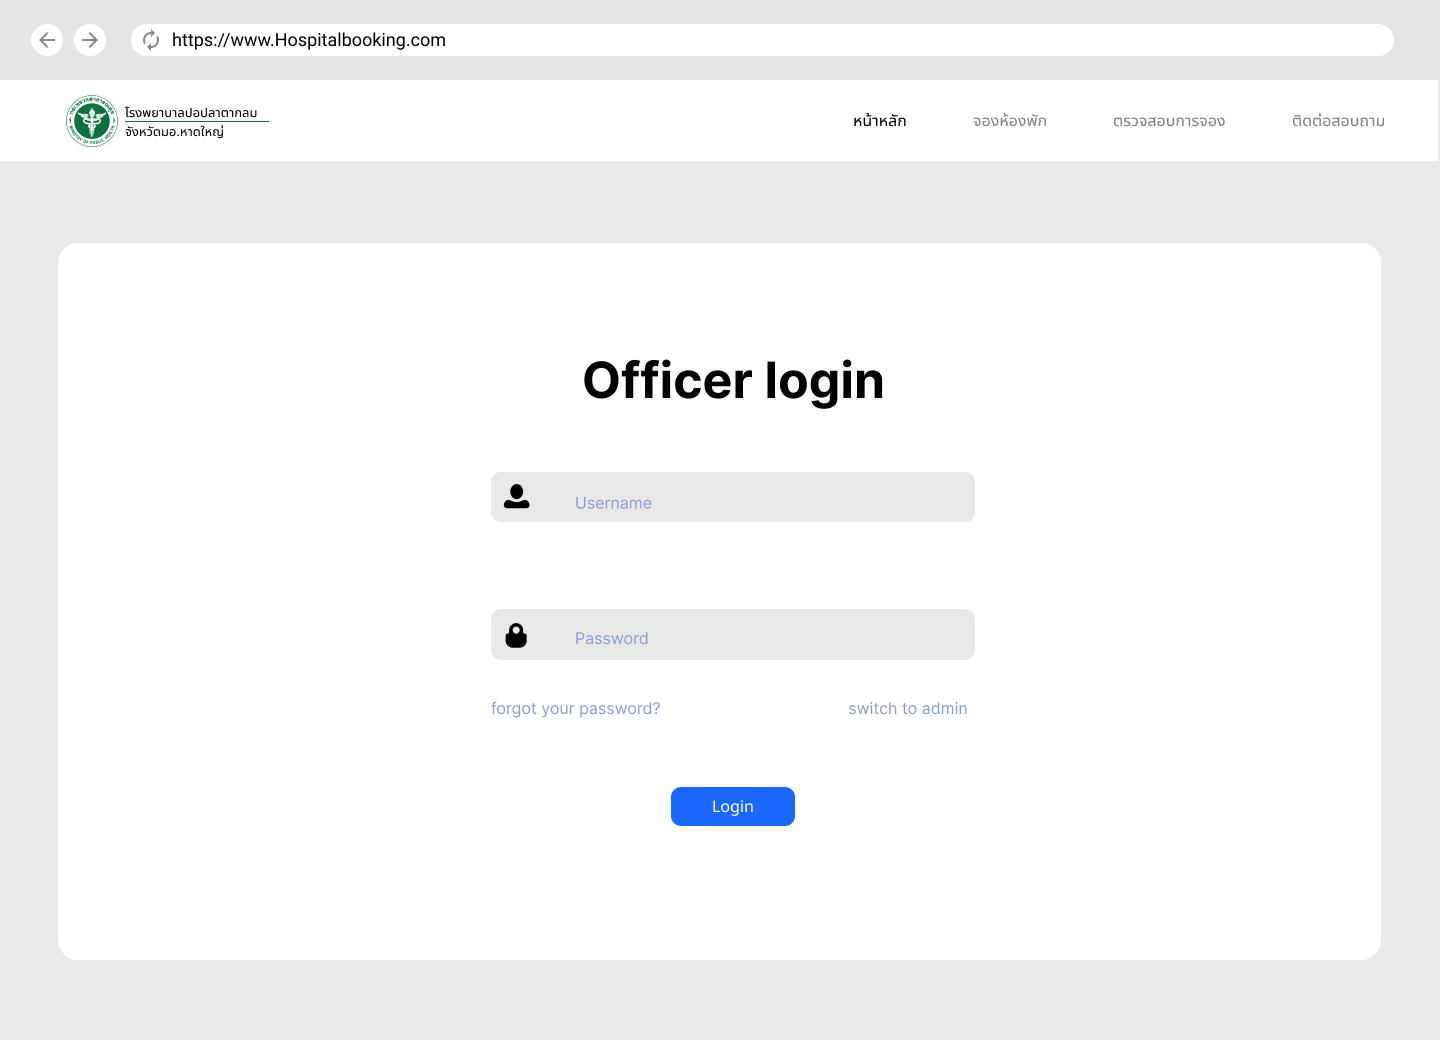 https://www.Hospitalbooking.com
โรงพยาบาลปอปลาตากลม
จังหวัดมอ.หาดใหญ่
หน้าหลัก
จองห้องพัก
ตรวจสอบการจอง
ติดต่อสอบถาม
Officer login
Username
Password
forgot your password?
switch to admin
Login